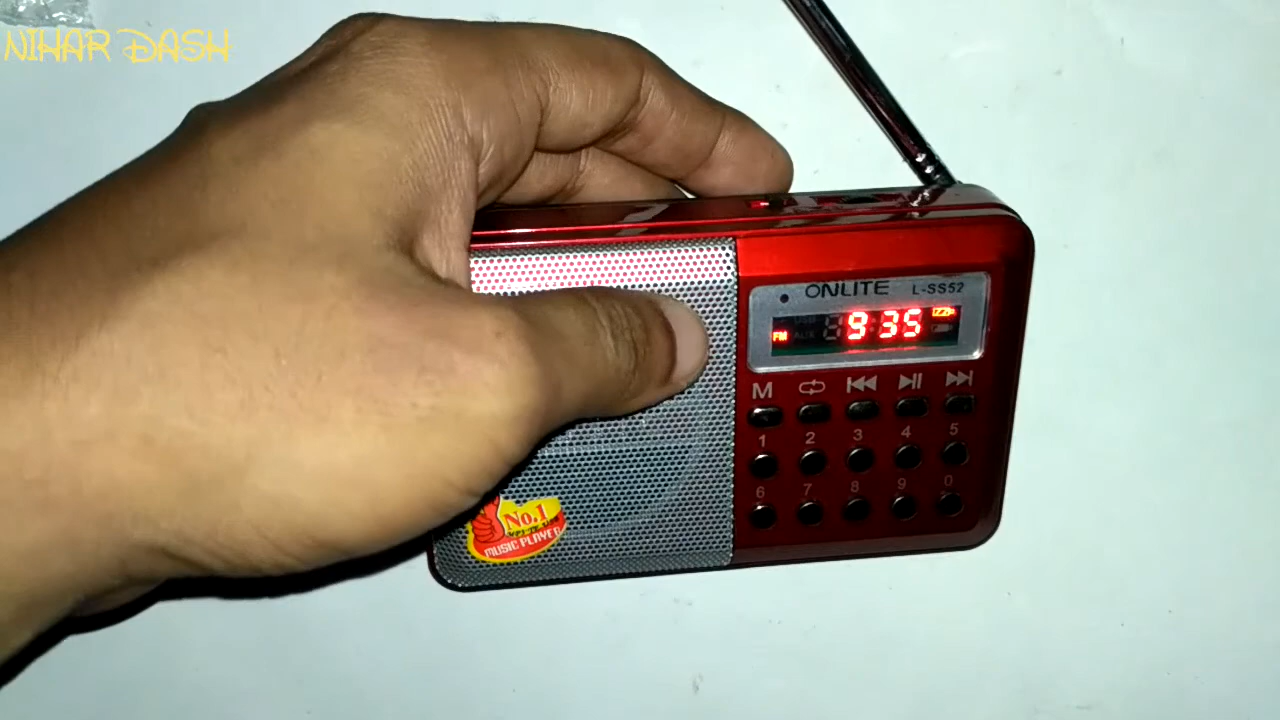 NIHAR DASH
ONLITE L-SS52
FM 935
M
1 2 3 4 5
6 7 8 9 0
No.1
MUSIC PLAYER